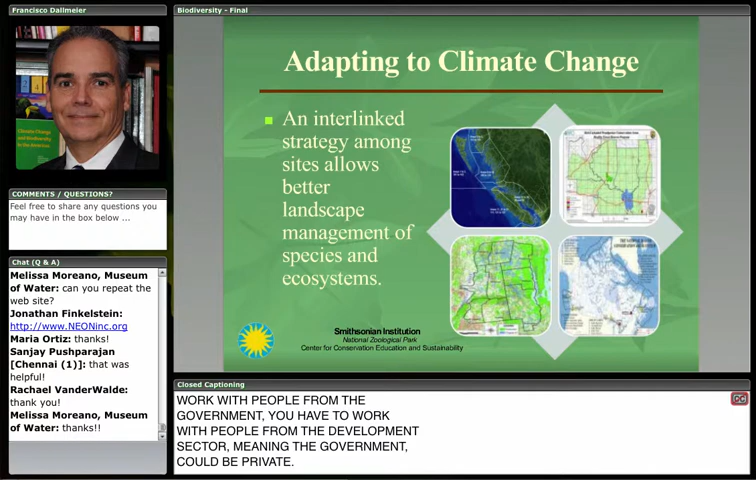 Francisco Dallmeier
Climate Change
COMMENTS / QUESTIONS?
Feel free to share any questions you
may have in the box below ...
Chat (Q & A)
Melissa Moreano, Museum
of Water: can you repeat the
web site?
Jonathan Finkelstein:
http://www.NEONinc.org
Maria Ortiz: thanks!
Sanjay Pushparajan
[Chennai (1)]: that was
helpful!
Rachael VanderWalde:
thank you!
Melissa Moreano, Museum
of Water: thanks!!
Biodiversity - Final
Adapting to Climate Change
An interlinked
strategy among
sites allows
better
landscape
management of
species and
ecosystems.
Smithsonian Institution
National Zoological Park
Center for Conservation Education and Sustainability
Closed Captioning
CC
WORK WITH PEOPLE FROM THE
GOVERNMENT, YOU HAVE TO WORK
WITH PEOPLE FROM THE DEVELOPMENT
SECTOR, MEANING THE GOVERNMENT,
COULD BE PRIVATE.